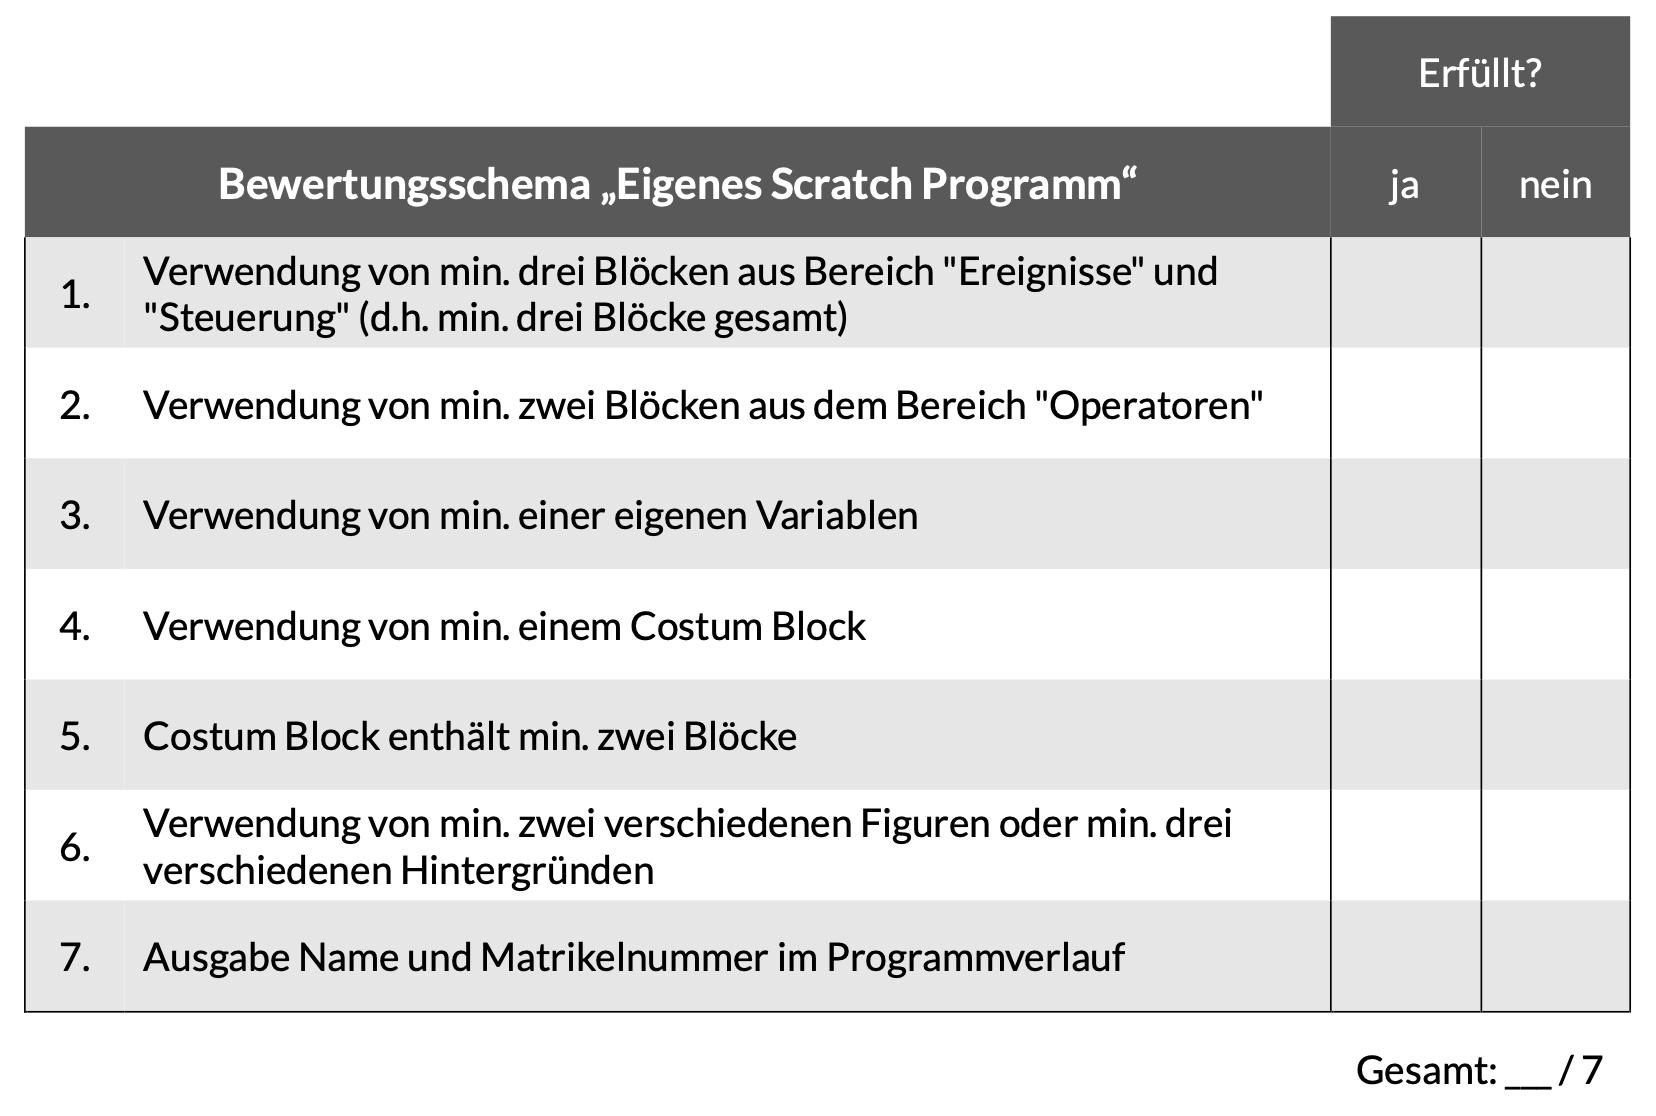 Erfüllt?
Bewertungsschema „Eigenes Scratch Programm“ ja nein
1. Verwendung von min. drei Blöcken aus Bereich "Ereignisse" und
"Steuerung" (d.h. min. drei Blöcke gesamt)
2. Verwendung von min. zwei Blöcken aus dem Bereich "Operatoren"
3. Verwendung von min. einer eigenen Variablen
4. Verwendung von min. einem Costum Block
5. Costum Block enthält min. zwei Blöcke
6. Verwendung von min. zwei verschiedenen Figuren oder min. drei
verschiedenen Hintergründen
7. Ausgabe Name und Matrikelnummer im Programmverlauf
Gesamt: ___ / 7